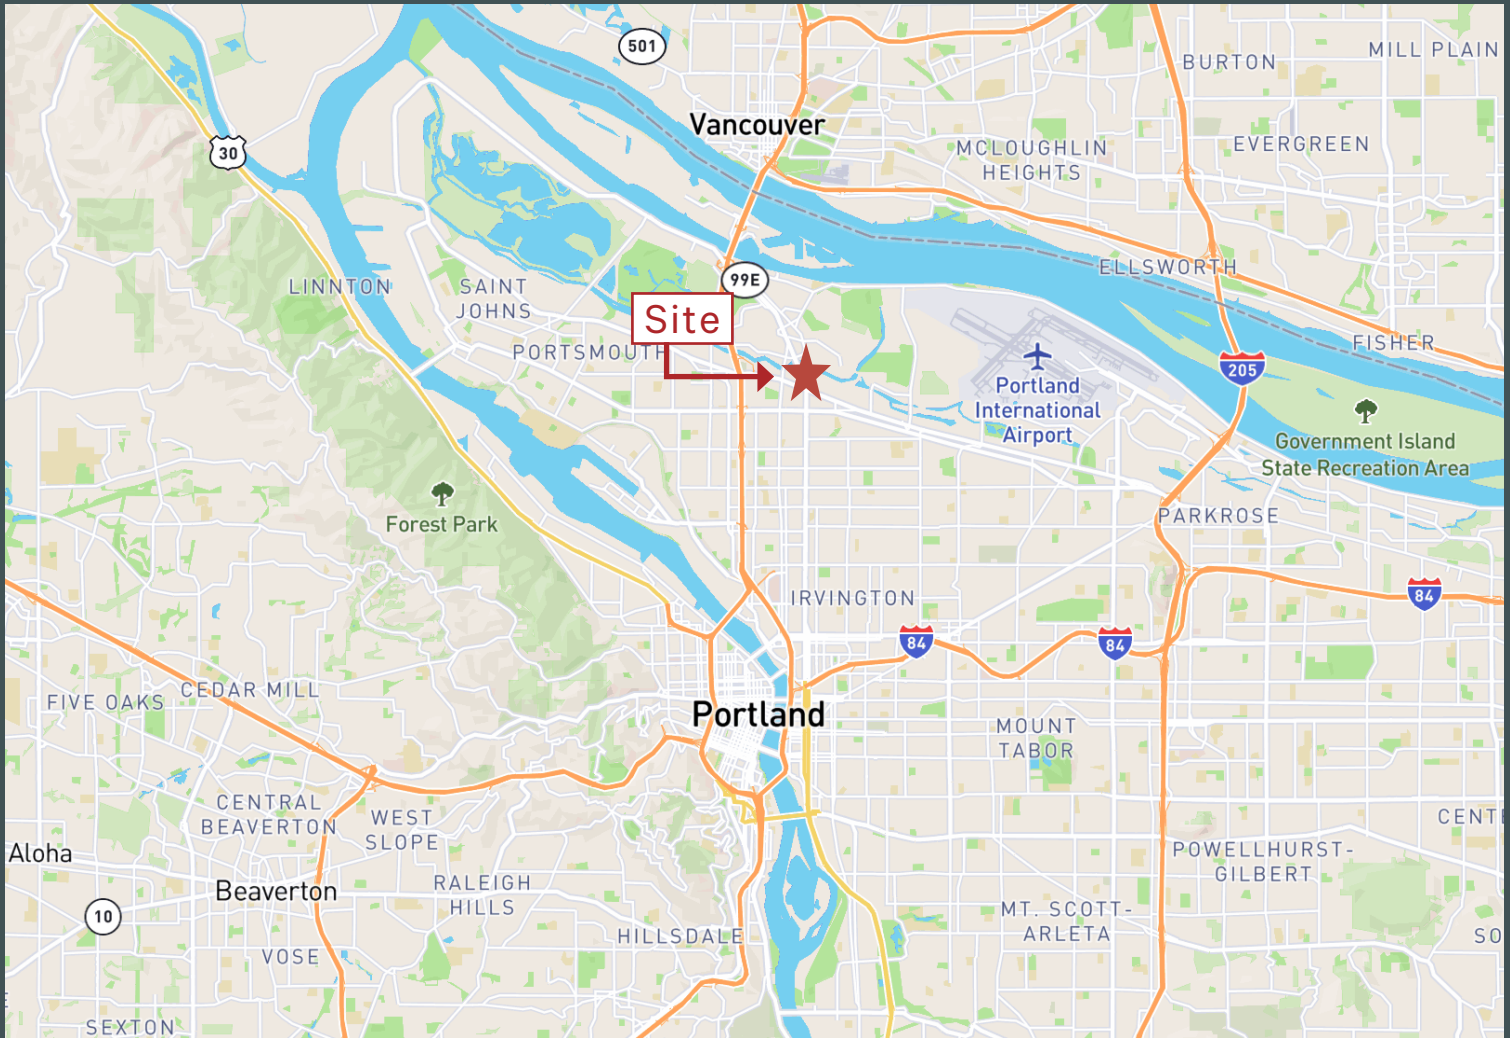 501
BURTON
MILL PLAIN
Vancouver
30
MCLOUGHLIN
HEIGHTS
EVERGREEN
ELLSWORTH
99E
LINNTON
SAINT
JOHNS
Site
PORTSMOUTH
FISHER
205
Portland
International
Airport
Government Island
State Recreation Area
Forest Park
PARKROSE
IRVINGTON
84
84
84
FIVE OAKS
CEDAR MILL
Portland
MOUNT
TABOR
CENTRAL
BEAVERTON
WEST
SLOPE
CENTE
Aloha
POWELLHURST-
GILBERT
Beaverton
RALEIGH
HILLS
10
MT. SCOTT-
ARLETA
HILLSDALE
SO
VOSE
SEXTON